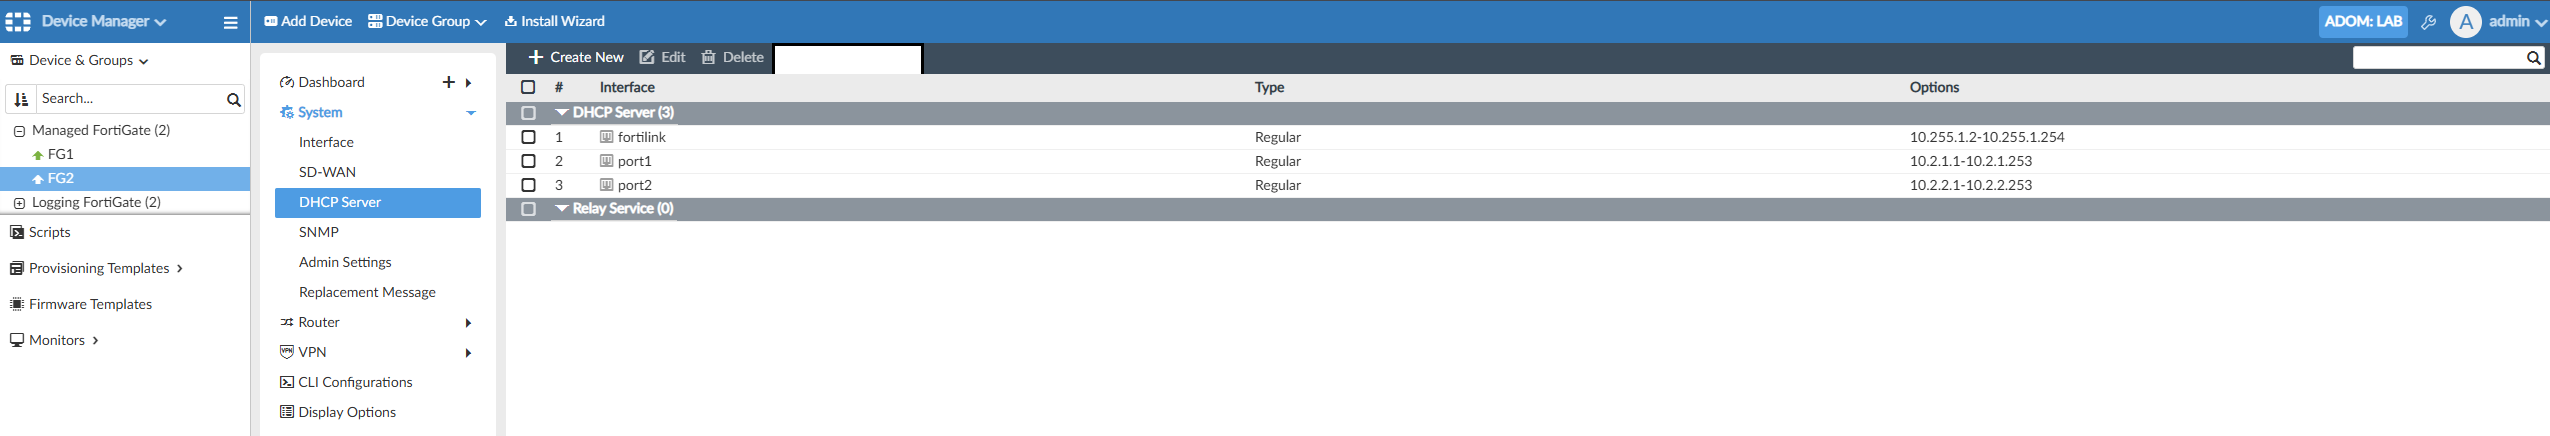 Device Manager
Add Device Device Group Install Wizard
ADOM: LAB A admin
Device & Groups
Search...
Managed FortiGate (2)
FG1
FG2
Logging FortiGate (2)
Scripts
Provisioning Templates
Firmware Templates
Monitors
Dashboard
System
Interface
SD-WAN
DHCP Server
SNMP
Admin Settings
Replacement Message
Router
VPN VPN
CLI Configurations
Display Options
Create New Edit Delete
# Interface Type Options
DHCP Server (3)
1 fortilink Regular 10.255.1.2-10.255.1.254
2 port1 Regular 10.2.1.1-10.2.1.253
3 port2 Regular 10.2.2.1-10.2.2.253
Relay Service (0)